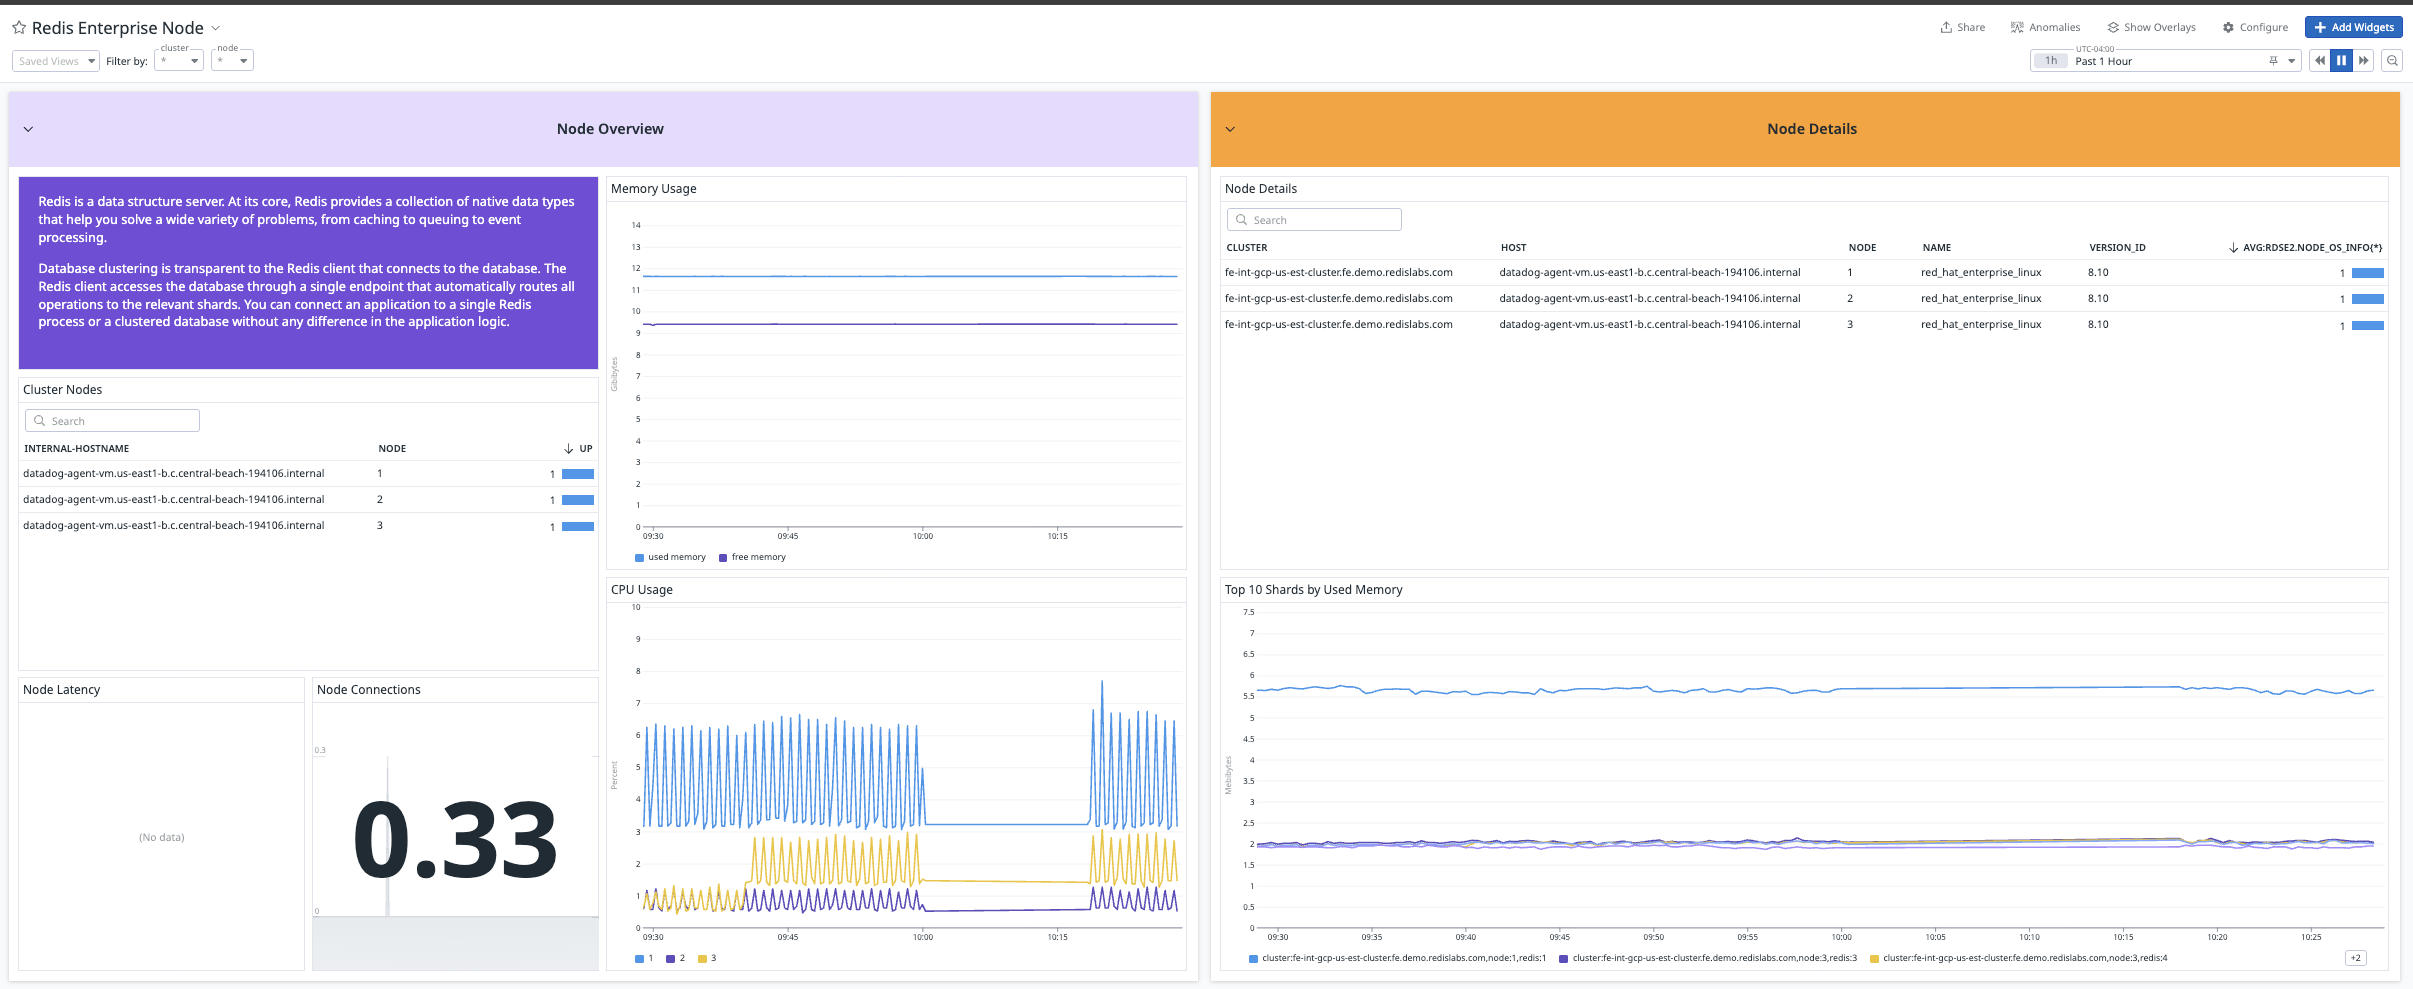 Redis Enterprise Node
Share
Anomalies
Show Overlays
Configure
Add Widgets
Saved Views
Filter by:
cluster
*
node
*
UTC-04:00
1h
Past 1 Hour
Node Overview
Redis is a data structure server. At its core, Redis provides a collection of native data types
that help you solve a wide variety of problems, from caching to queuing to event
processing.
Database clustering is transparent to the Redis client that connects to the database. The
Redis client accesses the database through a single endpoint that automatically routes all
operations to the relevant shards. You can connect an application to a single Redis
process or a clustered database without any difference in the application logic.
Cluster Nodes
Search
INTERNAL-HOSTNAME NODE UP
datadog-agent-vm.us-east1-b.c.central-beach-194106.internal 1 1
datadog-agent-vm.us-east1-b.c.central-beach-194106.internal 2 1
datadog-agent-vm.us-east1-b.c.central-beach-194106.internal 3 1
Node Latency
(No data)
Node Connections
0.3
0.33
0
Memory Usage
Gibibytes
14
13
12
11
10
9
8
7
6
5
4
3
2
1
0
09:30 09:45 10:00 10:15
used memory free memory
CPU Usage
Percent
10
9
8
7
6
5
4
3
2
1
0
09:30 09:45 10:00 10:15
1 2 3
Node Details
Node Details
Search
CLUSTER HOST NODE NAME VERSION_ID AVG:RDSE2.NODE_OS_INFO{*}
fe-int-gcp-us-est-cluster.fe.demo.redislabs.com datadog-agent-vm.us-east1-b.c.central-beach-194106.internal 1 red_hat_enterprise_linux 8.10 1
fe-int-gcp-us-est-cluster.fe.demo.redislabs.com datadog-agent-vm.us-east1-b.c.central-beach-194106.internal 2 red_hat_enterprise_linux 8.10 1
fe-int-gcp-us-est-cluster.fe.demo.redislabs.com datadog-agent-vm.us-east1-b.c.central-beach-194106.internal 3 red_hat_enterprise_linux 8.10 1
Top 10 Shards by Used Memory
Mebibytes
7.5
7
6.5
6
5.5
5
4.5
4
3.5
3
2.5
2
1.5
1
0.5
0
09:30 09:35 09:40 09:45 09:50 09:55 10:00 10:05 10:10 10:15 10:20 10:25
cluster:fe-int-gcp-us-est-cluster.fe.demo.redislabs.com,node:1,redis:1 cluster:fe-int-gcp-us-est-cluster.fe.demo.redislabs.com,node:3,redis:3 cluster:fe-int-gcp-us-est-cluster.fe.demo.redislabs.com,node:3,redis:4 +2